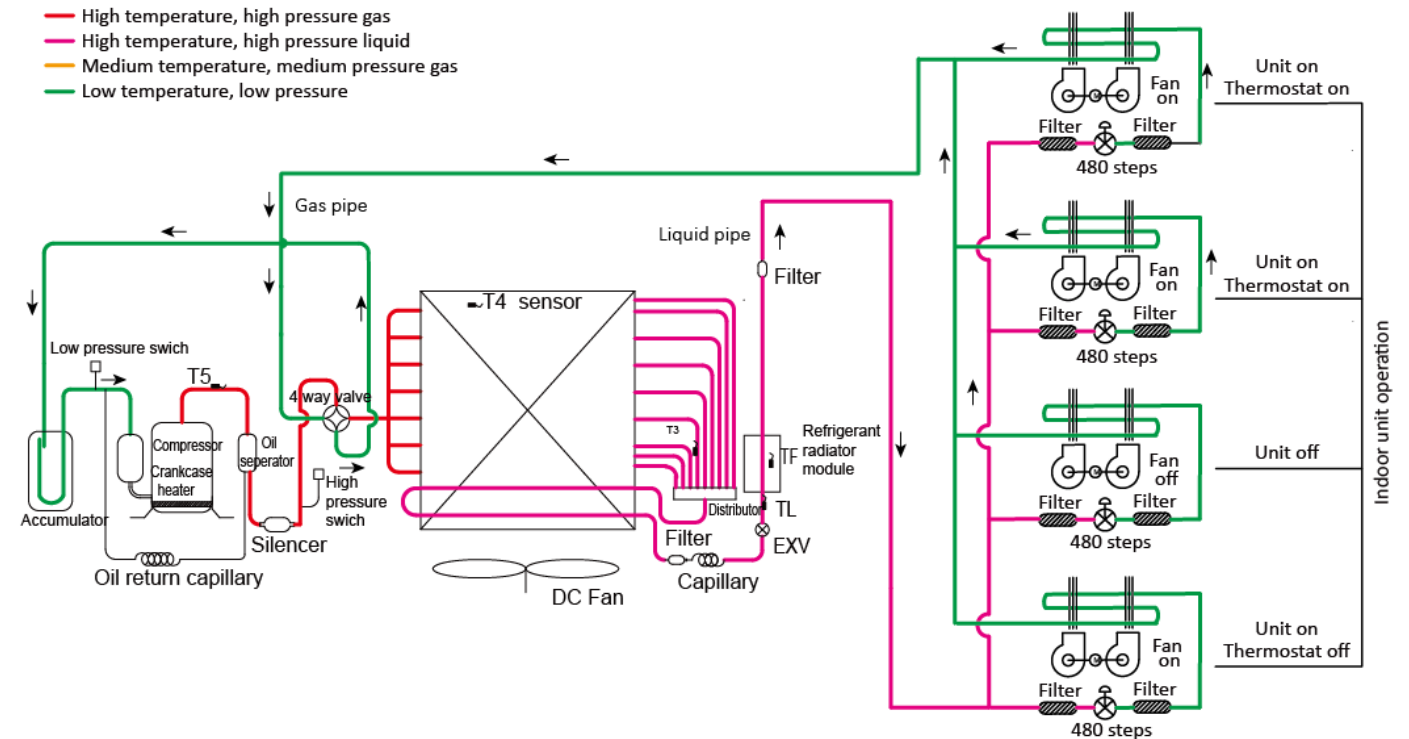 High temperature, high pressure gas
High temperature, high pressure liquid
Medium temperature, medium pressure gas
Low temperature, low pressure
Gas pipe
Liquid pipe
Filter
T4 sensor
Low pressure swich
T5
4 way valve
Compressor
Crankcase
heater
Oil
seperator
High
pressure
swich
Accumulator
Silencer
Oil return capillary
T3
Distributor
TF
Refrigerant
radiator
module
TL
EXV
Filter
Capillary
DC Fan
Fan
on
Filter
Filter
480 steps
Unit on
Thermostat on
Fan
on
Filter
Filter
480 steps
Unit on
Thermostat on
Fan
off
Filter
Filter
480 steps
Unit off
Fan
on
Filter
Filter
480 steps
Unit on
Thermostat off
Indoor unit operation